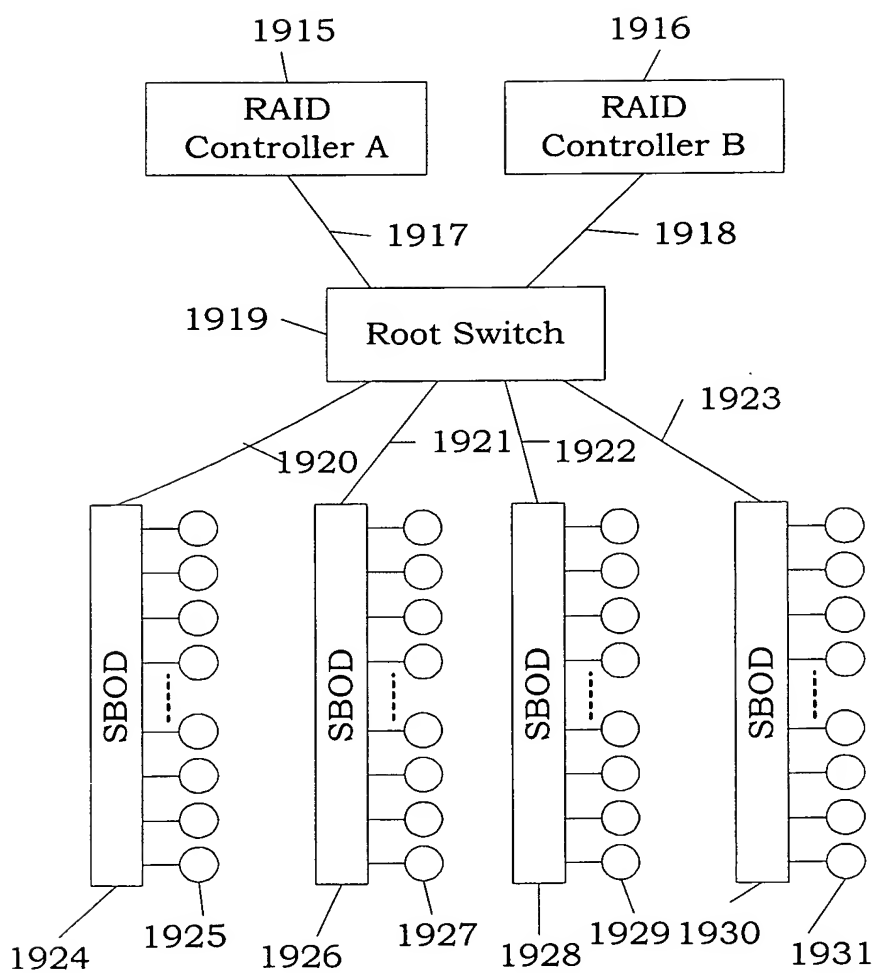 1915
1916
RAID
Controller A
RAID
Controller B
1917
1918
1919
Root Switch
1920
1921
1922
1923
SBOD
SBOD
SBOD
SBOD
1924
1925
1926
1927
1928
1929
1930
1931